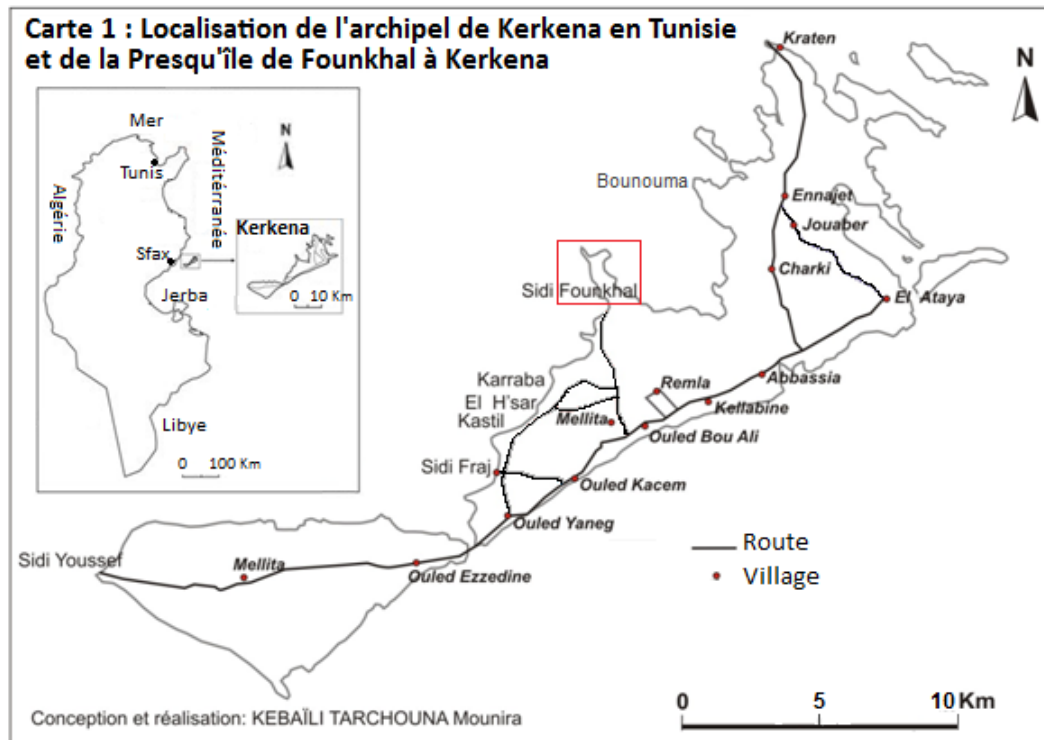 Carte 1 : Localisation de l'archipel de Kerkena en Tunisie
et de la Presqu'île de Founkhal à Kerkena
Kraten
N
Mer
Méditérranée
N
Tunis
Algérie
Bounouma
Ennajet
Jouaber
Kerkena
Sfax
Charki
0 10 Km
Jerba
Sidi Founkhal
El Ataya
Karraba
Remla
Abbassia
El H'sar
Kellabine
Kastil
Mellita
Libye
Ouled Bou Ali
0 100 Km
Sidi Fraj
Ouled Kacem
Ouled Yaneg
Route
Sidi Youssef
Mellita
Ouled Ezzedine
Village
0 5 10 Km
Conception et réalisation: KEBAÏLI TARCHOUNA Mounira